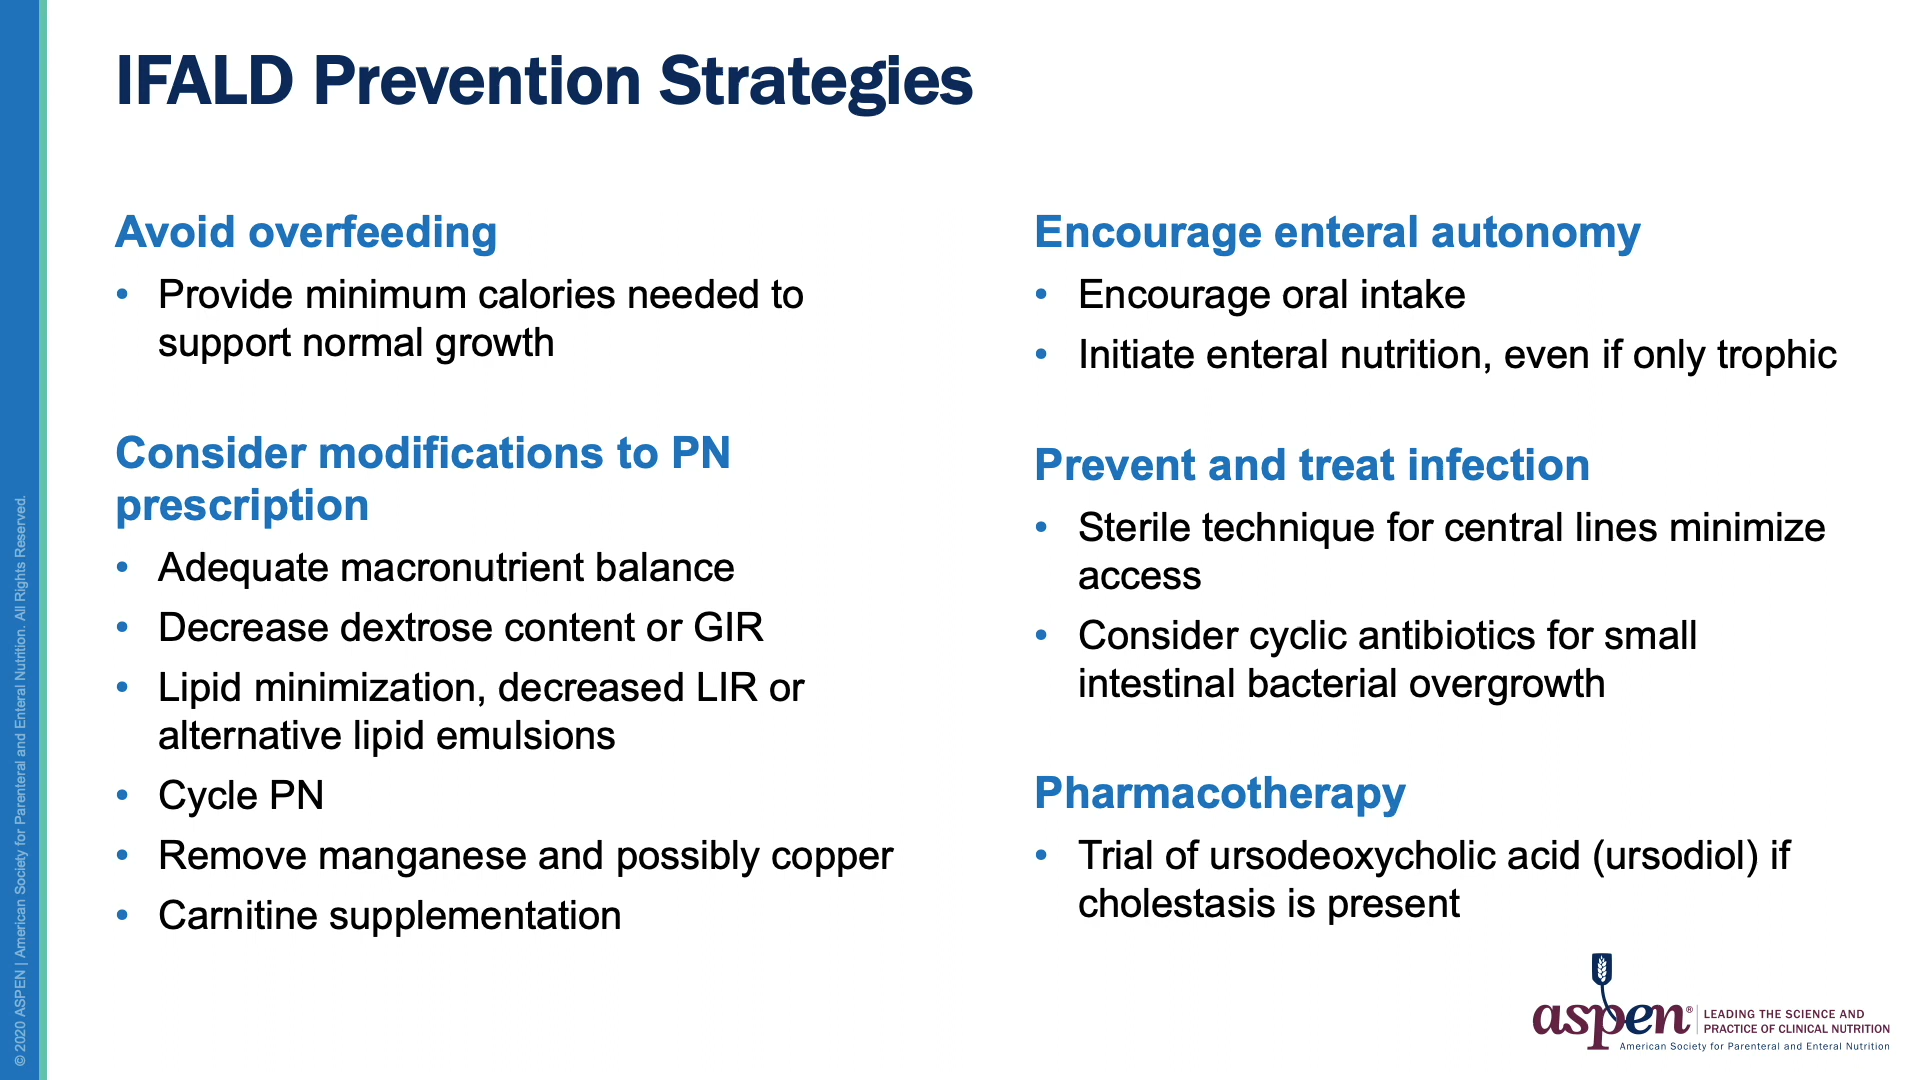 IFALD Prevention Strategies
Avoid overfeeding
• Provide minimum calories needed to
support normal growth
Consider modifications to PN
prescription
• Adequate macronutrient balance
• Decrease dextrose content or GIR
• Lipid minimization, decreased LIR or
alternative lipid emulsions
• Cycle PN
• Remove manganese and possibly copper
• Carnitine supplementation
Encourage enteral autonomy
• Encourage oral intake
• Initiate enteral nutrition, even if only trophic
Prevent and treat infection
• Sterile technique for central lines minimize
access
• Consider cyclic antibiotics for small
intestinal bacterial overgrowth
Pharmacotherapy
• Trial of ursodeoxycholic acid (ursodiol) if
cholestasis is present
© 2020 ASPEN | American Society for Parenteral and Enteral Nutrition. All Rights Reserved.
aspen®
LEADING THE SCIENCE AND
PRACTICE OF CLINICAL NUTRITION
American Society for Parenteral and Enteral Nutrition